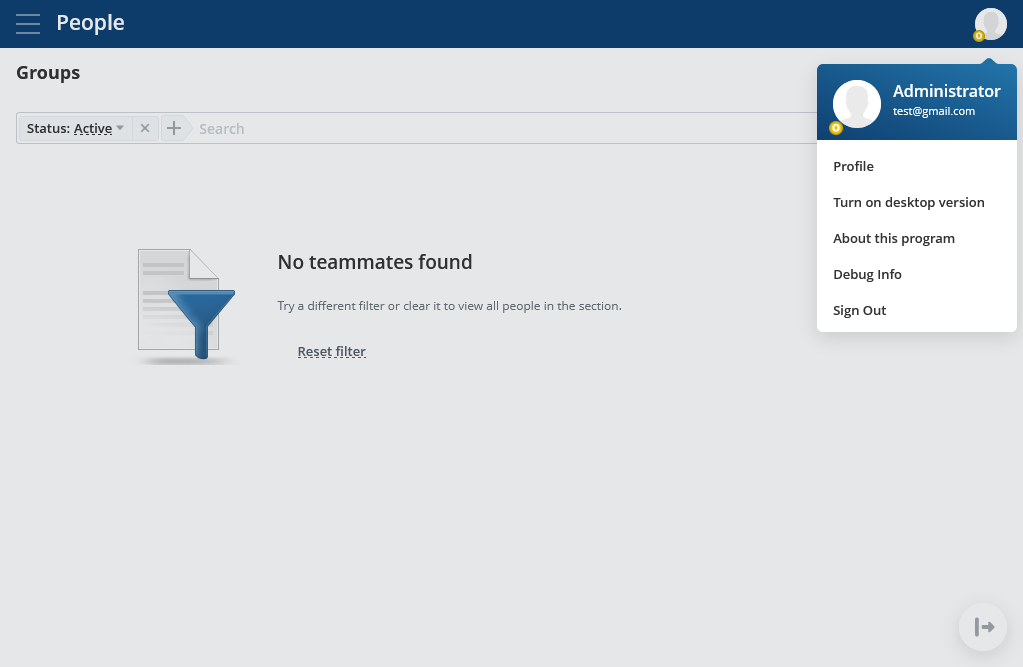 People
Groups
Status: Active
Search
Administrator
test@gmail.com
Profile
Turn on desktop version
About this program
Debug Info
Sign Out
No teammates found
Try a different filter or clear it to view all people in the section.
Reset filter